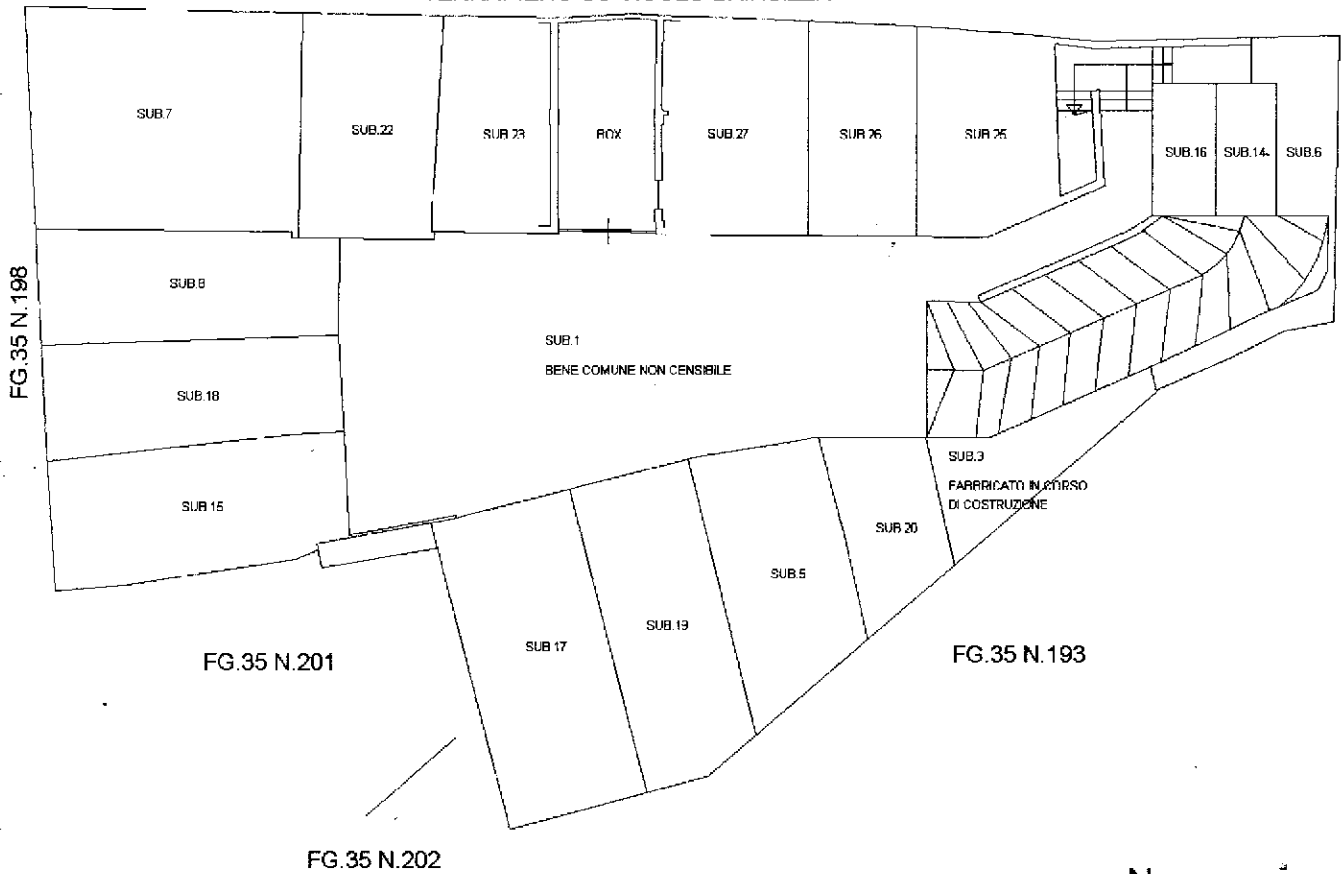 SUB.7
SUB.22
SUB.23
BOX
SUB.27
SUB.26
SUB.25
SUB.16
SUB.14
SUB.6
SUB.8
FG.35 N.198
SUB.18
SUB.1
BENE COMUNE NON CENSIBILE
SUB.15
SUB.3
FABBRICATO IN CORSO
DI COSTRUZIONE
SUB.20
SUB.5
SUB.19
SUB.17
FG.35 N.201
FG.35 N.193
FG.35 N.202